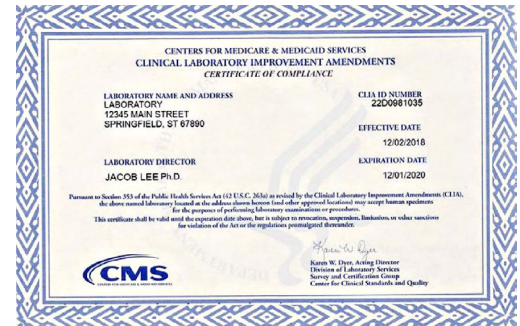 CENTERS FOR MEDICARE & MEDICAID SERVICES
CLINICAL LABORATORY IMPROVEMENT AMENDMENTS
CERTIFICATE OF COMPLIANCE
LABORATORY NAME AND ADDRESS
LABORATORY
12345 MAIN STREET
SPRINGFIELD, ST 67890
CLIA ID NUMBER
22D0981035
EFFECTIVE DATE
12/02/2018
LABORATORY DIRECTOR
JACOB LEE Ph.D.
EXPIRATION DATE
12/01/2020
Pursuant to Section 353 of the Public Health Services Act (42 U.S.C. 263a) as revised by the Clinical Laboratory Improvement Amendments (CLIA),
the above named laboratory located at the address shown hereon (and other approved locations) may accept human specimens
for the purposes of performing laboratory examinations or procedures.
This certificate shall be valid until the expiration date above, but is subject to revocation, suspension, limitation, or other sanctions
for violation of the Act or the regulations promulgated thereunder.
Karen W. Dyer
Karen W. Dyer, Acting Director
Division of Laboratory Services
Survey and Certification Group
Center for Clinical Standards and Quality
CMS
CENTERS FOR MEDICARE & MEDICAID SERVICES